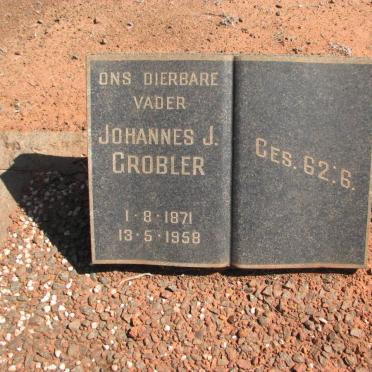 ONS DIERBARE
VADER
JOHANNES J.
GROBLER
1·8·1871
13·5·1958
GES. 62:6.